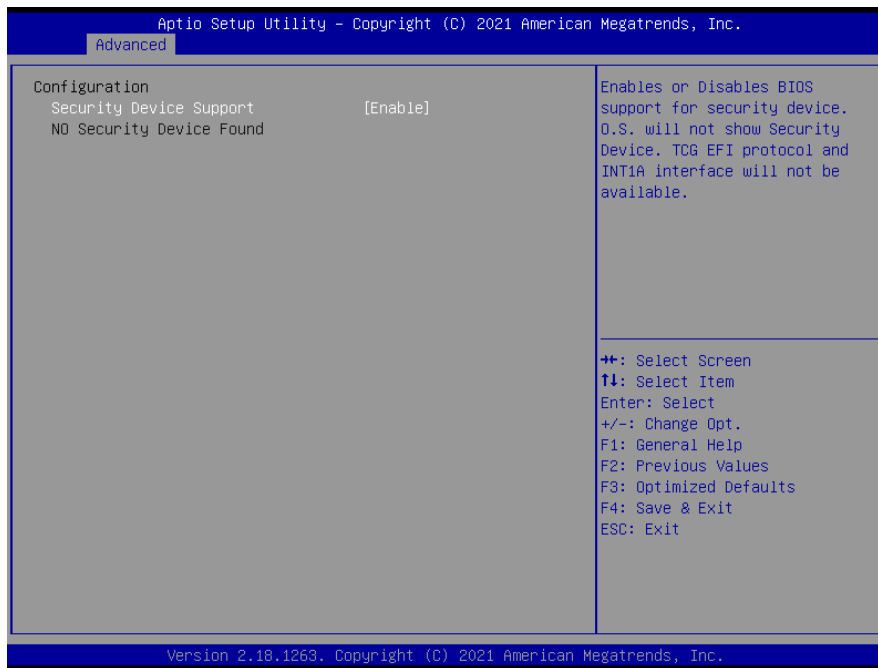 Aptio Setup Utility – Copyright (C) 2021 American Megatrends, Inc.
Advanced
Configuration
Security Device Support [Enable]
NO Security Device Found
Enables or Disables BIOS
support for security device.
O.S. will not show Security
Device. TCG EFI protocol and
INT1A interface will not be
available.
→←: Select Screen
↑↓: Select Item
Enter: Select
+/-: Change Opt.
F1: General Help
F2: Previous Values
F3: Optimized Defaults
F4: Save & Exit
ESC: Exit
Version 2.18.1263. Copyright (C) 2021 American Megatrends, Inc.